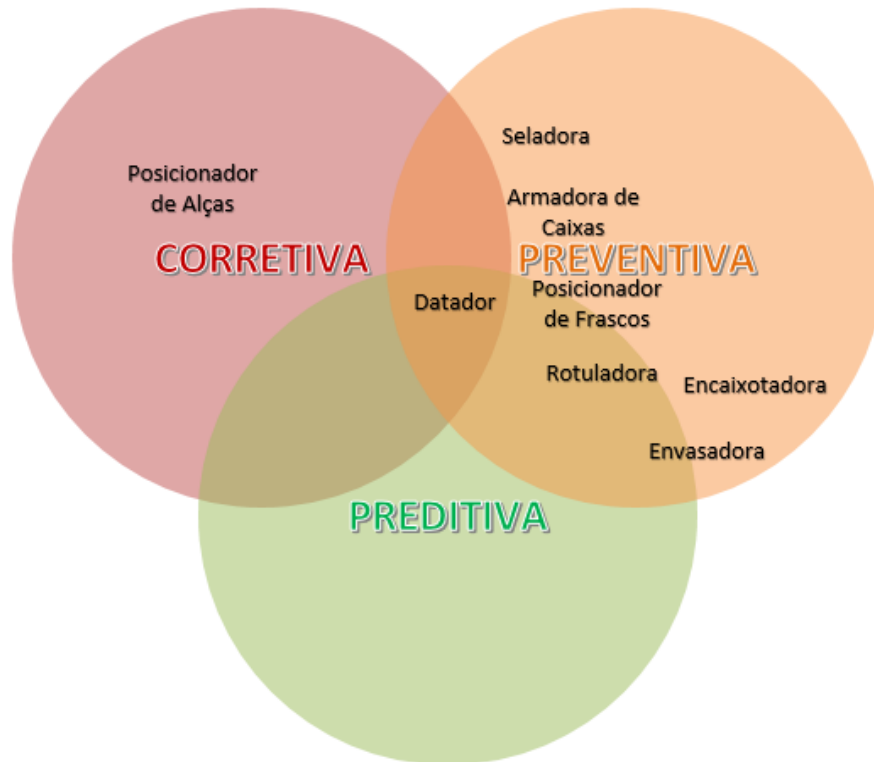 Seladora
Posicionador
de Alças
Armadora de
Caixas
CORRETIVA
PREVENTIVA
Datador
Posicionador
de Frascos
Rotuladora
Encaixotadora
Envasadora
PREDITIVA